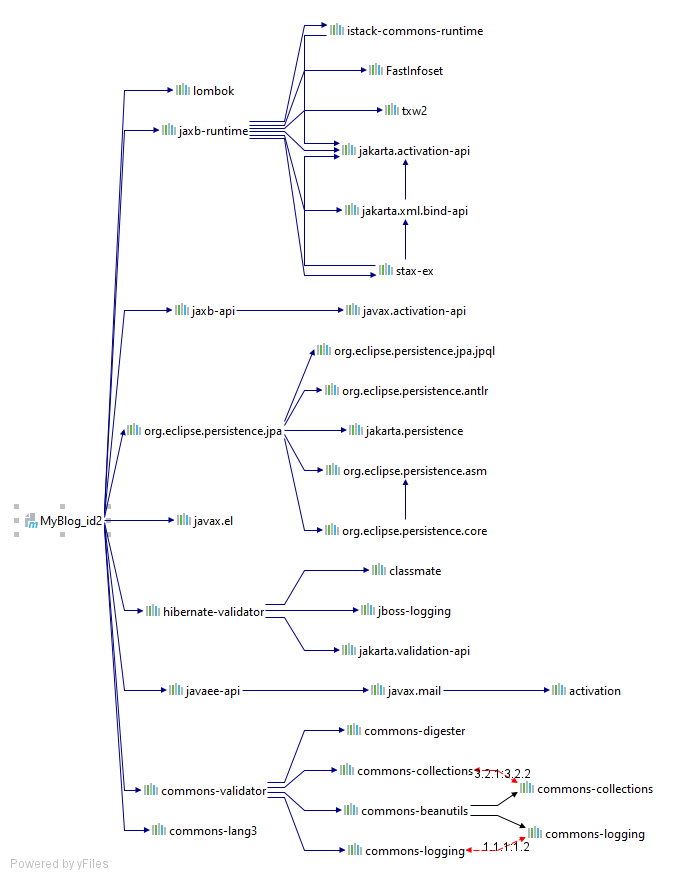 istack-commons-runtime
FastInfoset
lombok
txw2
jaxb-runtime
jakarta.activation-api
jakarta.xml.bind-api
stax-ex
jaxb-api
javax.activation-api
org.eclipse.persistence.jpa.jpql
org.eclipse.persistence.antlr
org.eclipse.persistence.jpa
jakarta.persistence
org.eclipse.persistence.asm
MyBlog_id2
javax.el
org.eclipse.persistence.core
classmate
hibernate-validator
jboss-logging
jakarta.validation-api
javaee-api
javax.mail
activation
commons-digester
commons-collections
3.2.1:3.2.2
commons-validator
commons-collections
commons-beanutils
commons-lang3
commons-logging
commons-logging
1.1.1:1.2
Powered by yFiles